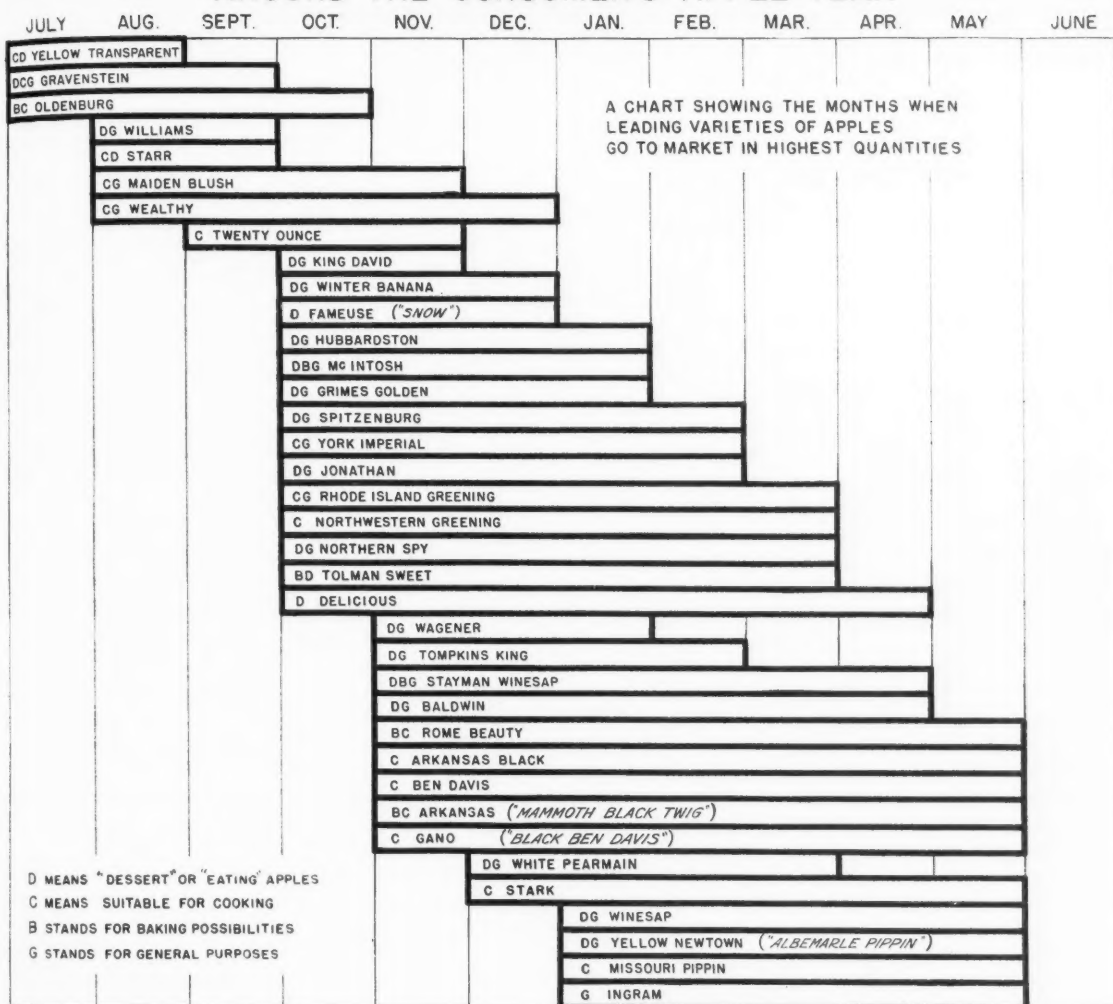 JULY AUG. SEPT. OCT. NOV. DEC. JAN. FEB. MAR. APR. MAY JUNE
CD YELLOW TRANSPARENT
DCG GRAVENSTEIN
BC OLDENBURG
A CHART SHOWING THE MONTHS WHEN
LEADING VARIETIES OF APPLES
GO TO MARKET IN HIGHEST QUANTITIES
DG WILLIAMS
CD STARR
CG MAIDEN BLUSH
CG WEALTHY
C TWENTY OUNCE
DG KING DAVID
DG WINTER BANANA
D FAMEUSE ("SNOW")
DG HUBBARDSTON
DBG Mc INTOSH
DG GRIMES GOLDEN
DG SPITZENBURG
CG YORK IMPERIAL
DG JONATHAN
CG RHODE ISLAND GREENING
C NORTHWESTERN GREENING
DG NORTHERN SPY
BD TOLMAN SWEET
D DELICIOUS
DG WAGENER
DG TOMPKINS KING
DBG STAYMAN WINESAP
DG BALDWIN
BC ROME BEAUTY
C ARKANSAS BLACK
C BEN DAVIS
BC ARKANSAS ("MAMMOTH BLACK TWIG")
C GANO ("BLACK BEN DAVIS")
DG WHITE PEARMAIN
C STARK
DG WINESAP
DG YELLOW NEWTOWN ("ALBEMARLE PIPPIN")
C MISSOURI PIPPIN
G INGRAM
D MEANS "DESSERT" OR "EATING" APPLES
C MEANS SUITABLE FOR COOKING
B STANDS FOR BAKING POSSIBILITIES
G STANDS FOR GENERAL PURPOSES